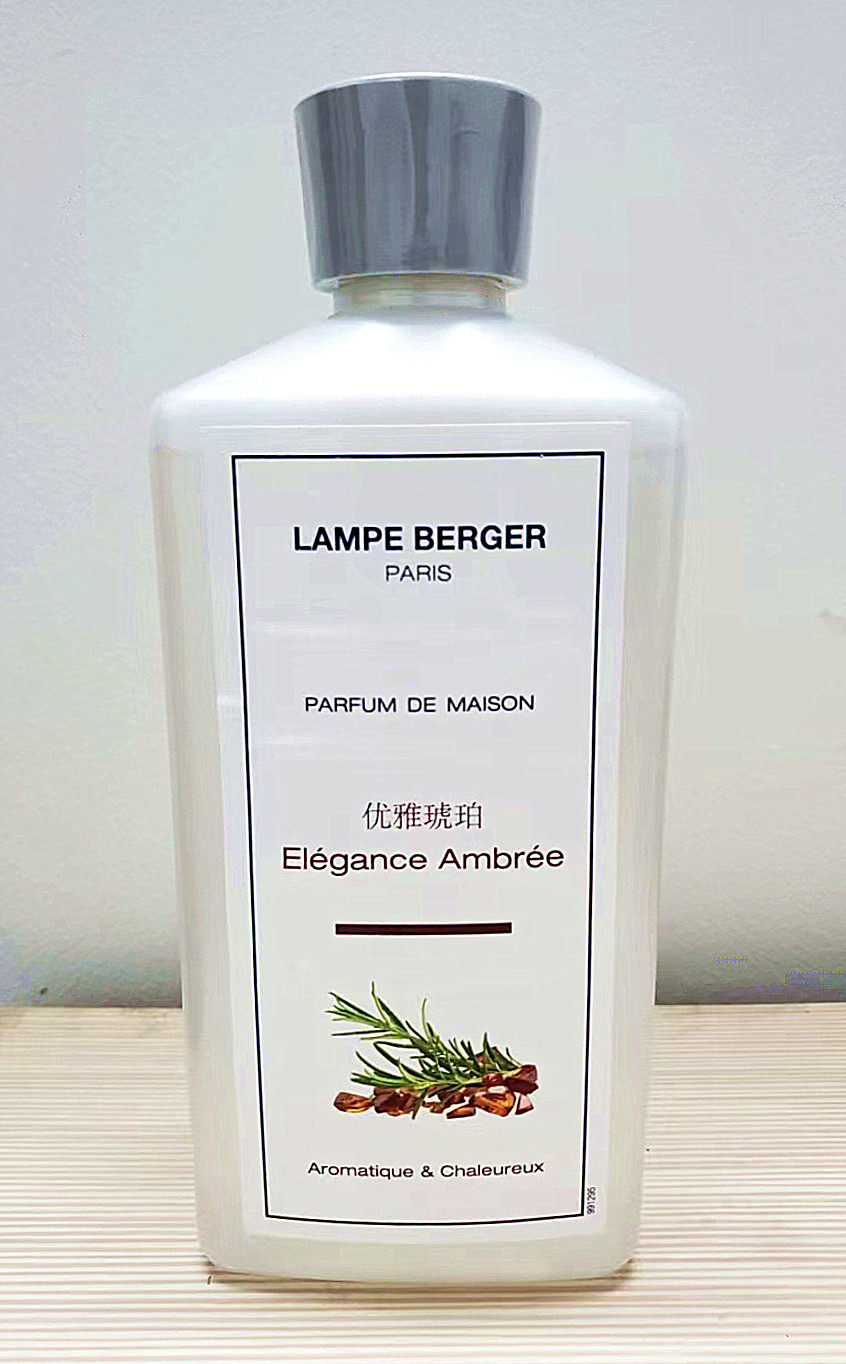 LAMPE BERGER
PARIS
PARFUM DE MAISON
优雅琥珀
Elégance Ambrée
Aromatique & Chaleureux
991295